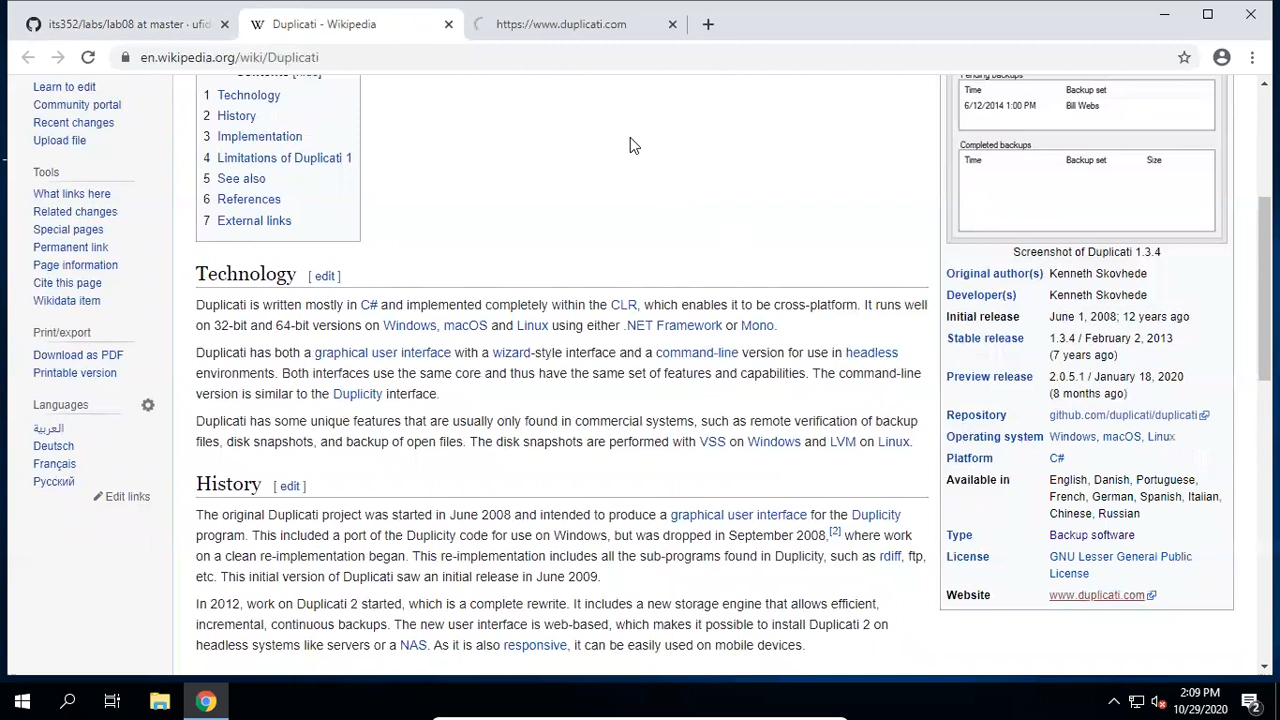 its352/labs/lab08 at master · ufid
Duplicati - Wikipedia
https://www.duplicati.com
en.wikipedia.org/wiki/Duplicati
Learn to edit
Community portal
Recent changes
Upload file
Tools
What links here
Related changes
Special pages
Permanent link
Page information
Cite this page
Wikidata item
Print/export
Download as PDF
Printable version
Languages
العربية
Deutsch
Français
Русский
Edit links
Contents [hide]
1 Technology
2 History
3 Implementation
4 Limitations of Duplicati 1
5 See also
6 References
7 External links
Technology [ edit ]
Duplicati is written mostly in C# and implemented completely within the CLR, which enables it to be cross-platform. It runs well
on 32-bit and 64-bit versions on Windows, macOS and Linux using either .NET Framework or Mono.
Duplicati has both a graphical user interface with a wizard-style interface and a command-line version for use in headless
environments. Both interfaces use the same core and thus have the same set of features and capabilities. The command-line
version is similar to the Duplicity interface.
Duplicati has some unique features that are usually only found in commercial systems, such as remote verification of backup
files, disk snapshots, and backup of open files. The disk snapshots are performed with VSS on Windows and LVM on Linux.
History [ edit ]
The original Duplicati project was started in June 2008 and intended to produce a graphical user interface for the Duplicity
program. This included a port of the Duplicity code for use on Windows, but was dropped in September 2008,[2] where work
on a clean re-implementation began. This re-implementation includes all the sub-programs found in Duplicity, such as rdiff, ftp,
etc. This initial version of Duplicati saw an initial release in June 2009.
In 2012, work on Duplicati 2 started, which is a complete rewrite. It includes a new storage engine that allows efficient,
incremental, continuous backups. The new user interface is web-based, which makes it possible to install Duplicati 2 on
headless systems like servers or a NAS. As it is also responsive, it can be easily used on mobile devices.
Pending backups
Time Backup set
6/12/2014 1:00 PM Bill Webs
Completed backups
Time Backup set Size
Screenshot of Duplicati 1.3.4
Original author(s) Kenneth Skovhede
Developer(s) Kenneth Skovhede
Initial release June 1, 2008; 12 years ago
Stable release 1.3.4 / February 2, 2013
(7 years ago)
Preview release 2.0.5.1 / January 18, 2020
(8 months ago)
Repository github.com/duplicati/duplicati
Operating system Windows, macOS, Linux
Platform C#
Available in English, Danish, Portuguese,
French, German, Spanish, Italian,
Chinese, Russian
Type Backup software
License GNU Lesser General Public
License
Website www.duplicati.com
2:09 PM
10/29/2020
2